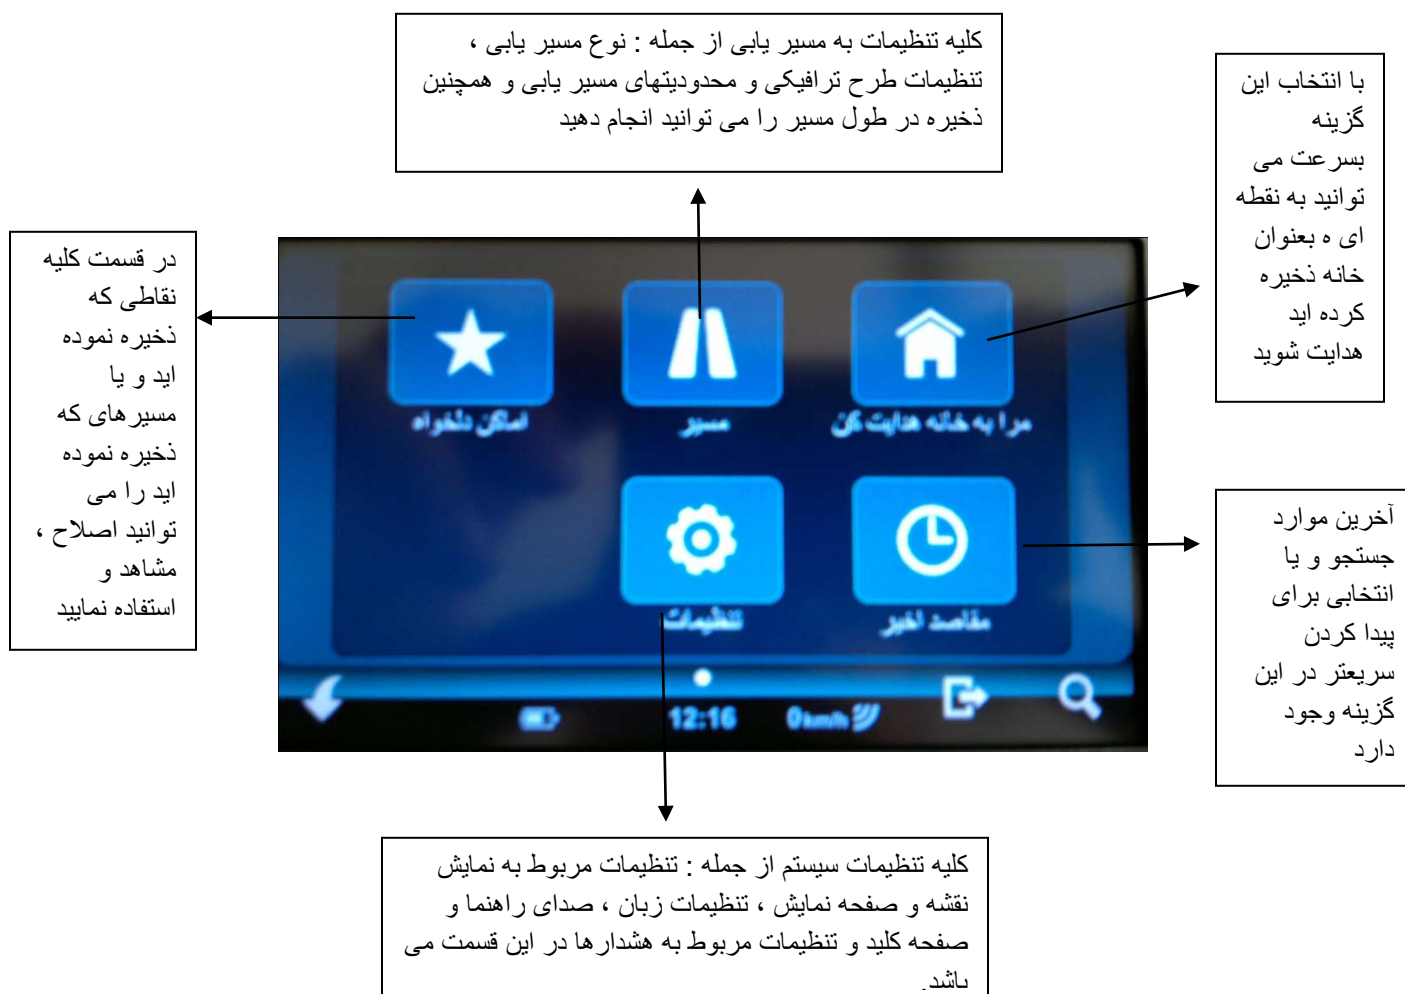 کلیه تنظیمات به مسیر یابی از جمله : نوع مسیر یابی ،
تنظیمات طرح ترافیکی و محدودیتهای مسیر یابی و همچنین
ذخیره در طول مسیر را می توانید انجام دهید
با انتخاب این
گزینه
بسرعت می
توانید به نقطه
ای ه بعنوان
خانه ذخیره
کرده اید
هدایت شوید
در قسمت کلیه
نقاطی که
ذخیره نموده
اید و یا
مسیرهای که
ذخیره نموده
اید را می
توانید اصلاح ،
مشاهد و
استفاده نمایید
مرا به خانه هدایت کن
مسیر
اماکن دلخواه
مقاصد اخیر
تنظیمات
12:16
0 km/h
آخرین موارد
جستجو و یا
انتخابی برای
پیدا کردن
سریعتر در این
گزینه وجود
دارد
کلیه تنظیمات سیستم از جمله : تنظیمات مربوط به نمایش
نقشه و صفحه نمایش ، تنظیمات زبان ، صدای راهنما و
صفحه کلید و تنظیمات مربوط به هشدارها در این قسمت می
باشد.